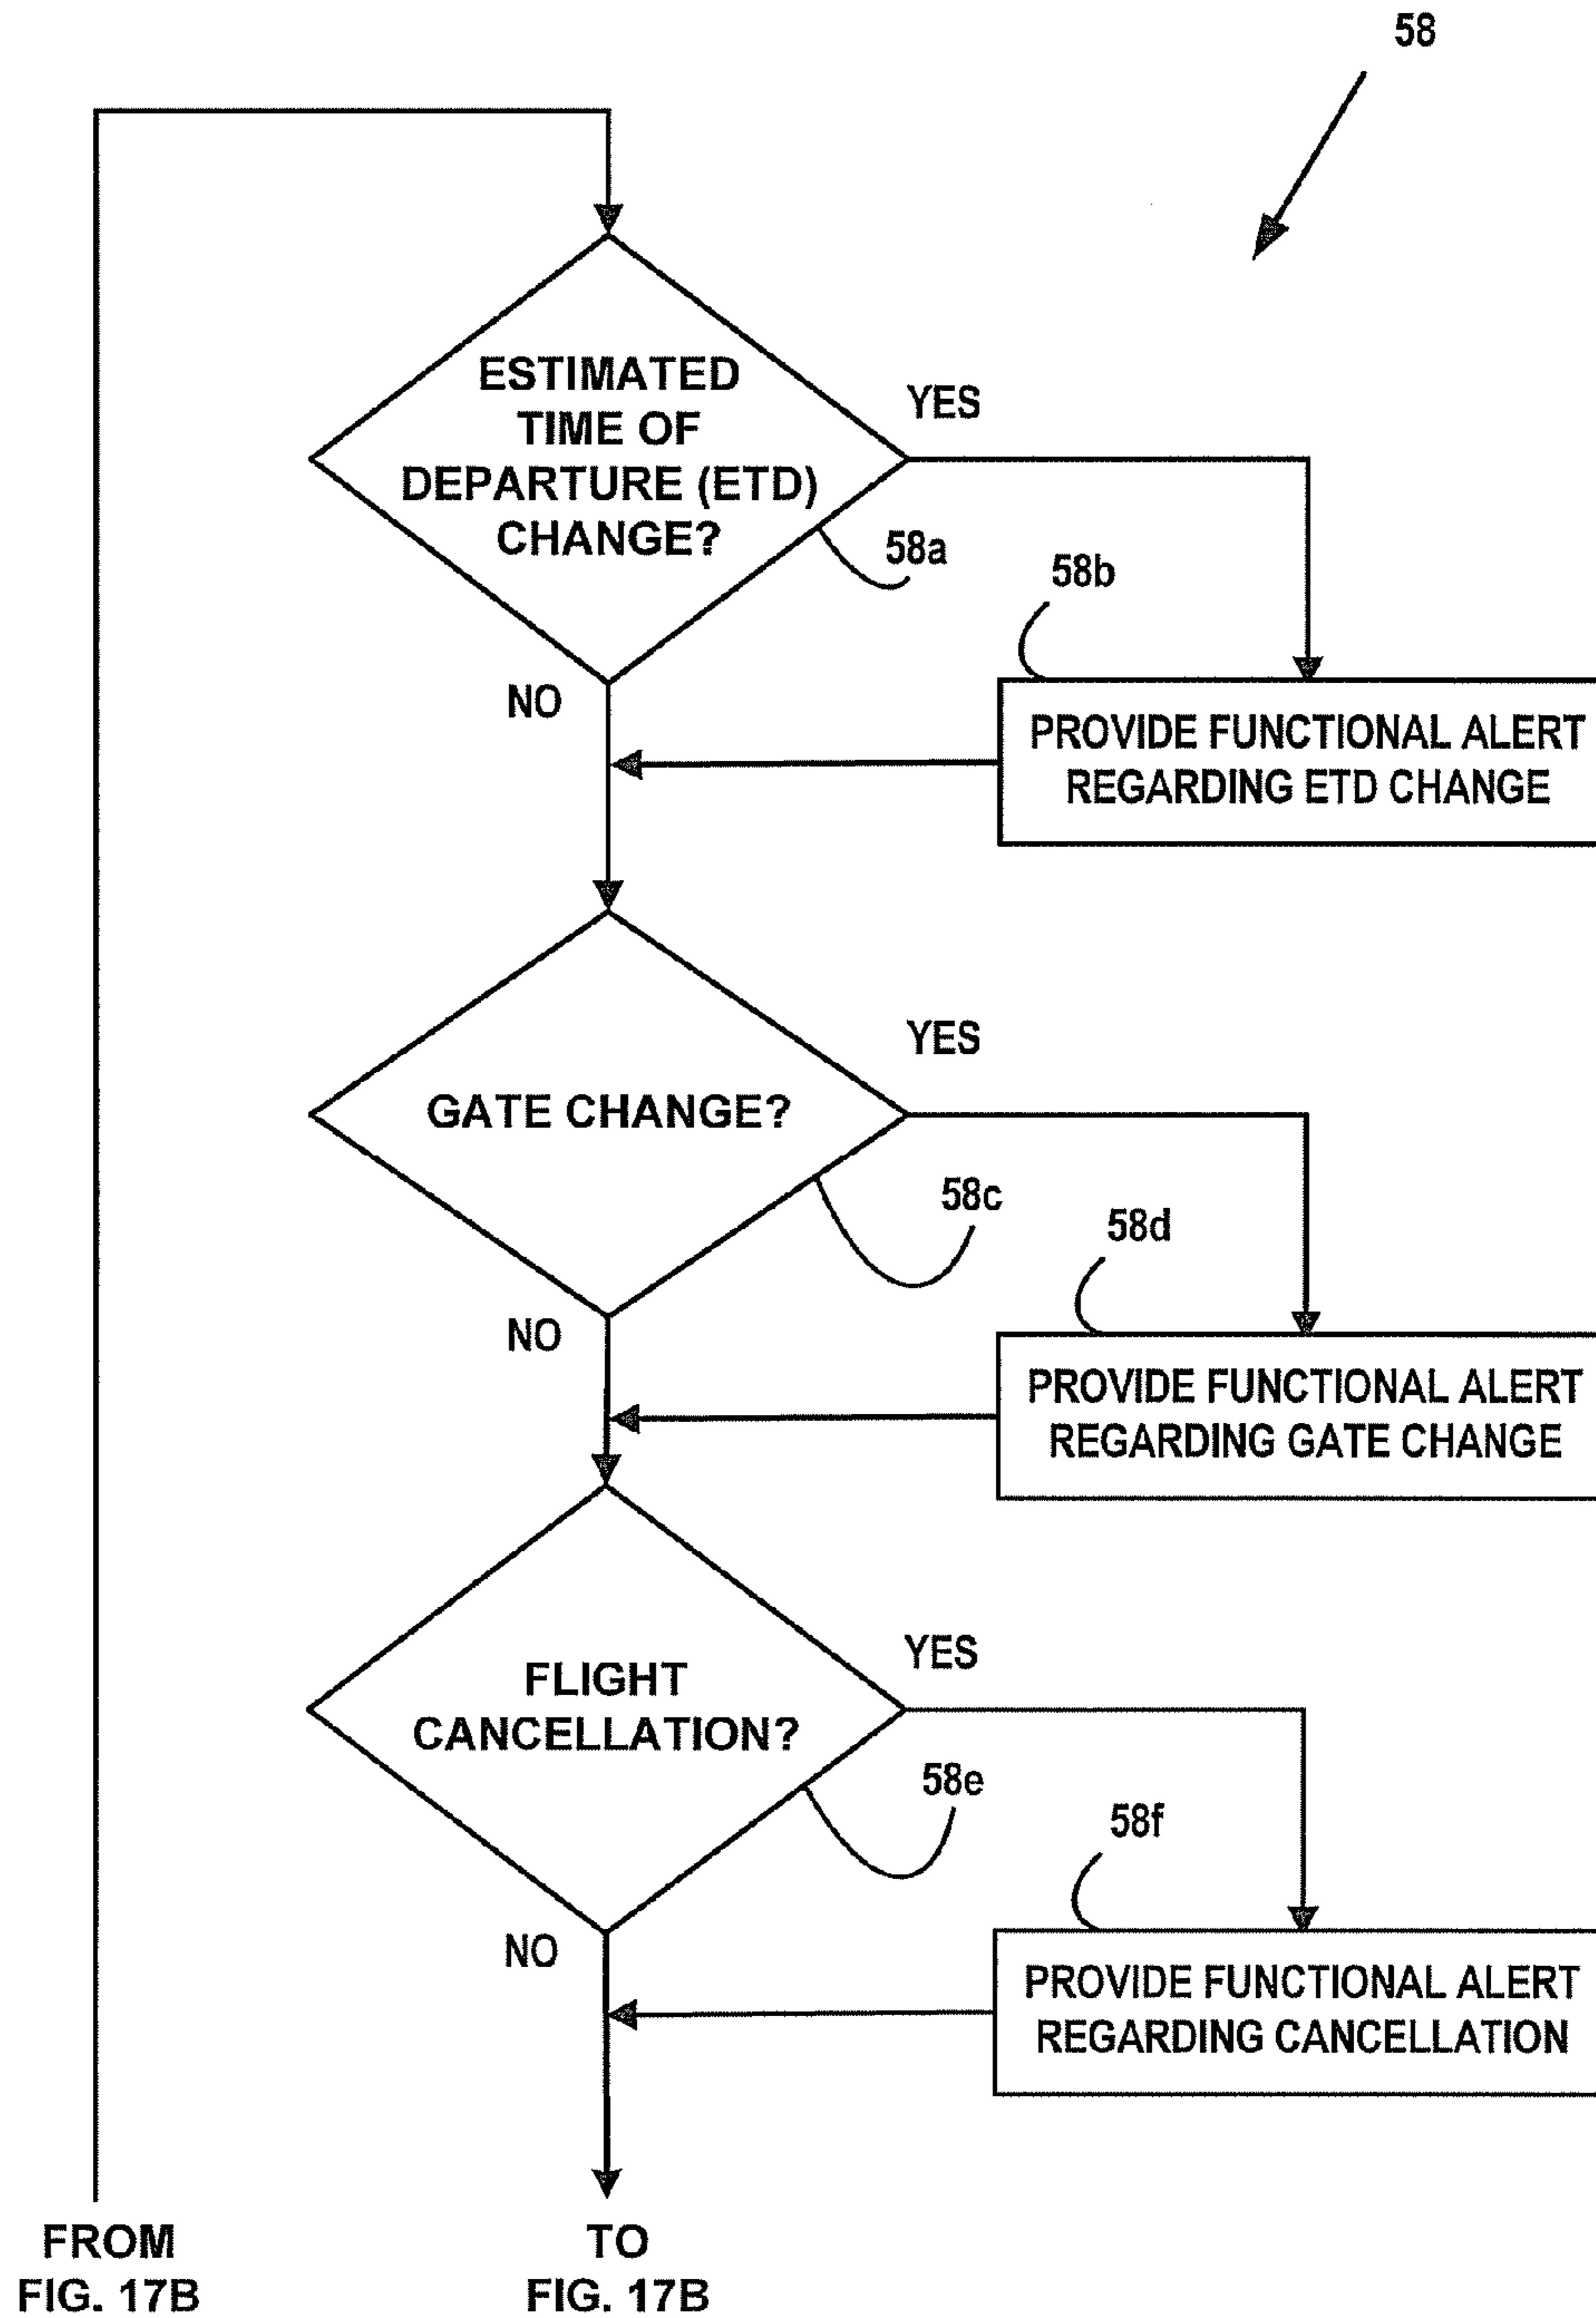 58
ESTIMATED
TIME OF
DEPARTURE (ETD)
CHANGE?
YES
58a
58b
NO
PROVIDE FUNCTIONAL ALERT
REGARDING ETD CHANGE
GATE CHANGE?
YES
58c
58d
NO
PROVIDE FUNCTIONAL ALERT
REGARDING GATE CHANGE
FLIGHT
CANCELLATION?
YES
58e
58f
NO
PROVIDE FUNCTIONAL ALERT
REGARDING CANCELLATION
FROM
FIG. 17B
TO
FIG. 17B